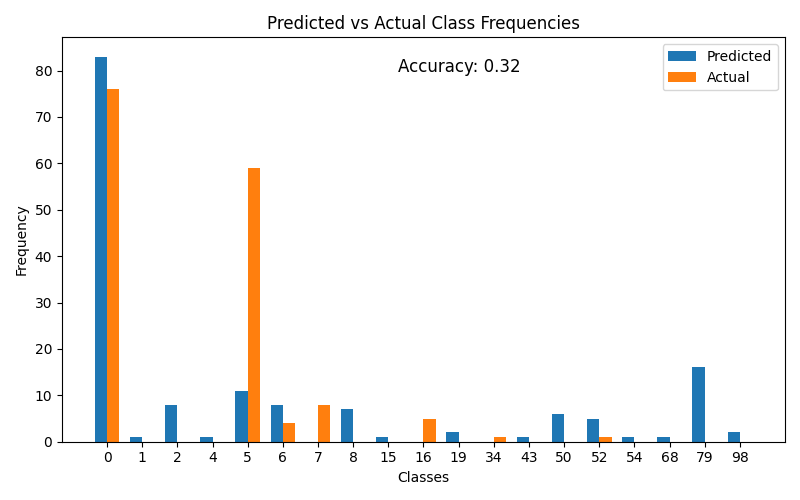 Predicted vs Actual Class Frequencies
Accuracy: 0.32
Predicted
Actual
Frequency
80
70
60
50
40
30
20
10
0
0 1 2 4 5 6 7 8 15 16 19 34 43 50 52 54 68 79 98
Classes